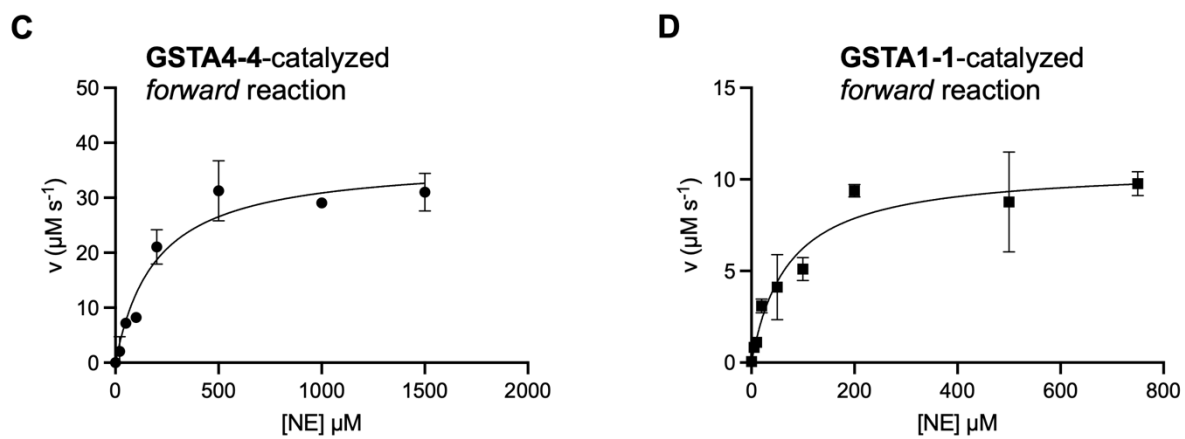 C
GSTA4-4-catalyzed
forward reaction
v (µM s⁻¹)
50
40
30
20
10
0
0 500 1000 1500 2000
[NE] µM
D
GSTA1-1-catalyzed
forward reaction
v (µM s⁻¹)
15
10
5
0
0 200 400 600 800
[NE] µM